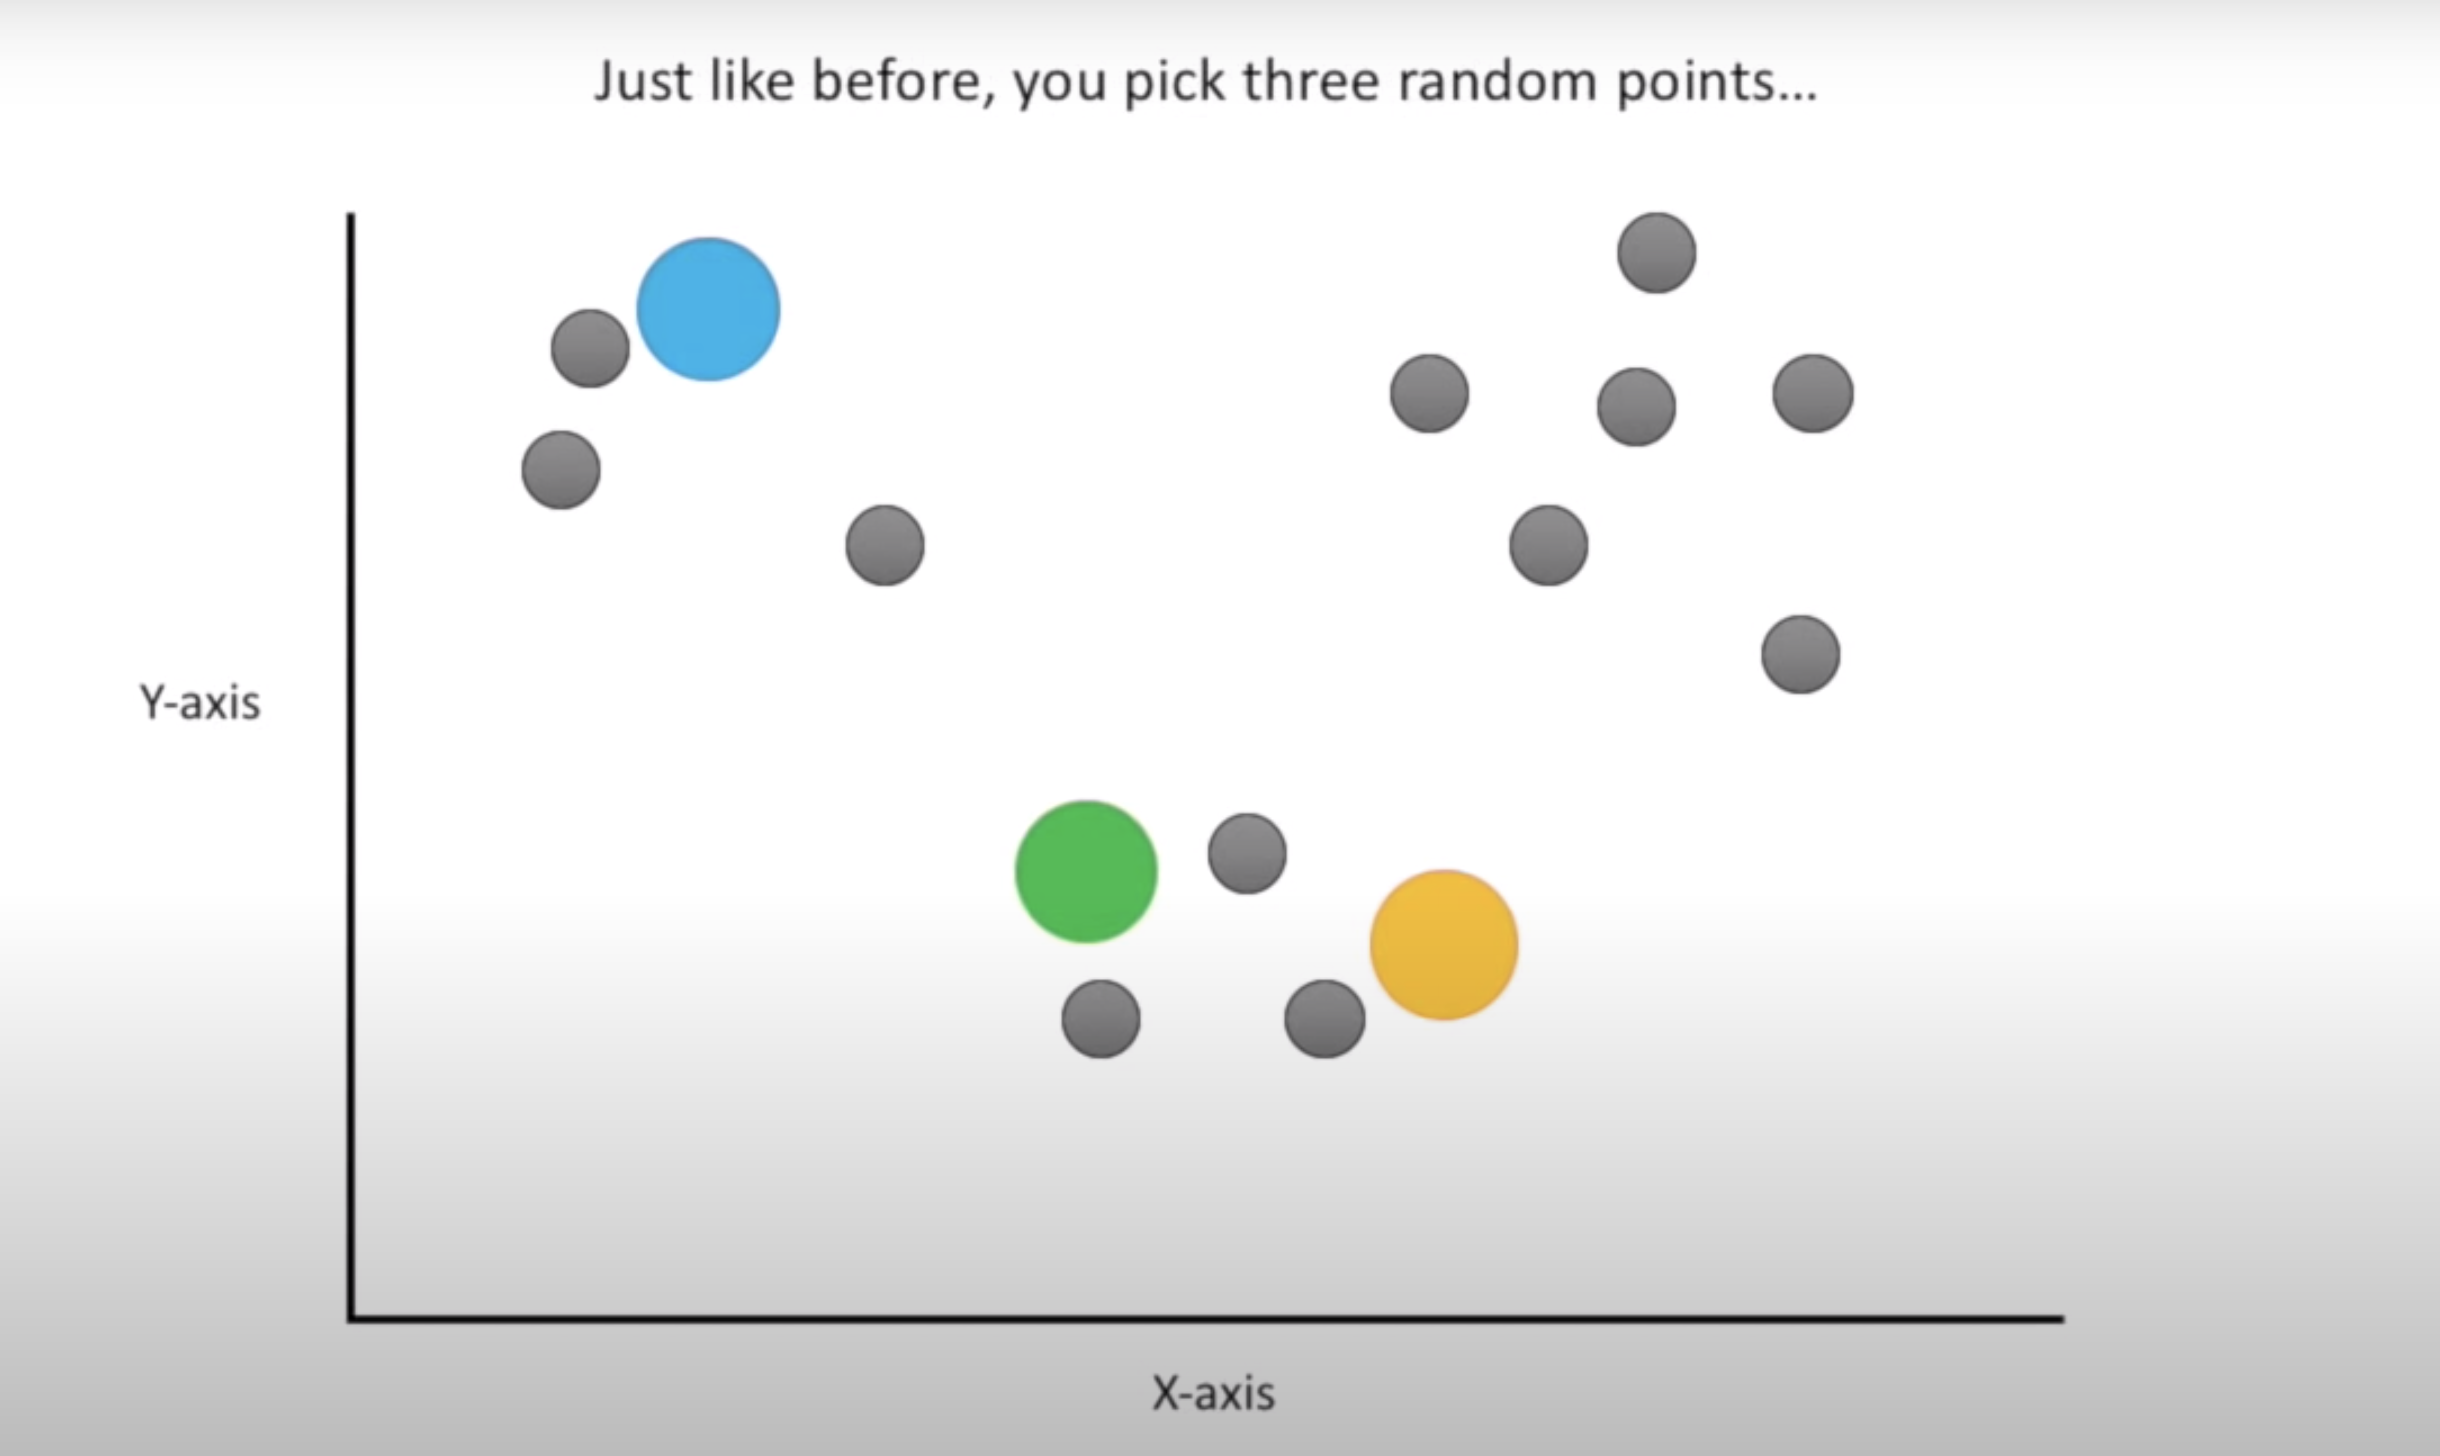 Just like before, you pick three random points...
Y-axis
X-axis